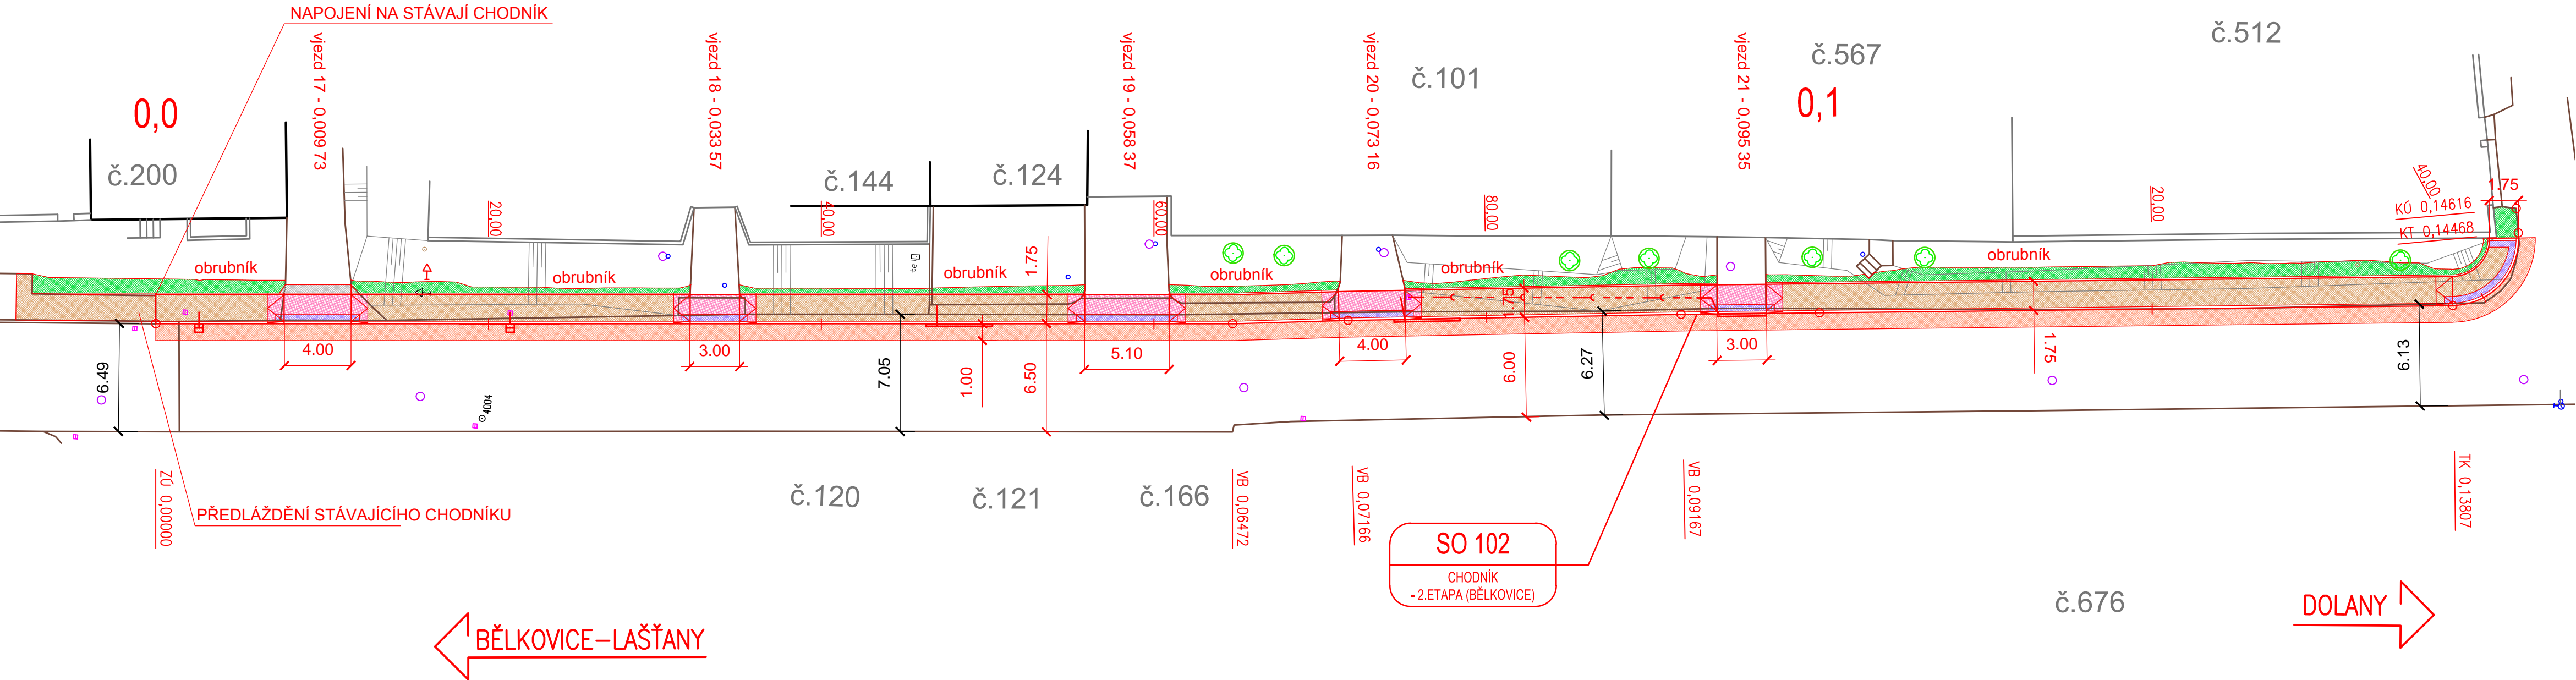 NAPOJENÍ NA STÁVAJÍ CHODNÍK
vjezd 17 - 0,009 73
vjezd 18 - 0,033 57
vjezd 19 - 0,058 37
vjezd 20 - 0,073 16
vjezd 21 - 0,095 35
č.512
č.567
č.101
0,0
0,1
č.200
č.144
č.124
20,00
40,00
60,00
80,00
20,00
40,00
1.75
KÚ 0,14616
KT 0,14468
obrubník
obrubník
obrubník
obrubník
obrubník
obrubník
1.75
1.75
1.75
4.00
3.00
5.10
4.00
3.00
6.49
7.05
1.00
6.50
6.00
6.27
6.13
4004
ZÚ 0,00000
PŘEDLÁŽDĚNÍ STÁVAJÍCÍHO CHODNÍKU
č.120
č.121
č.166
VB 0,06472
VB 0,07166
VB 0,09167
TK 0,13807
SO 102
CHODNÍK
- 2.ETAPA (BĚLKOVICE)
č.676
BĚLKOVICE-LAŠŤANY
DOLANY